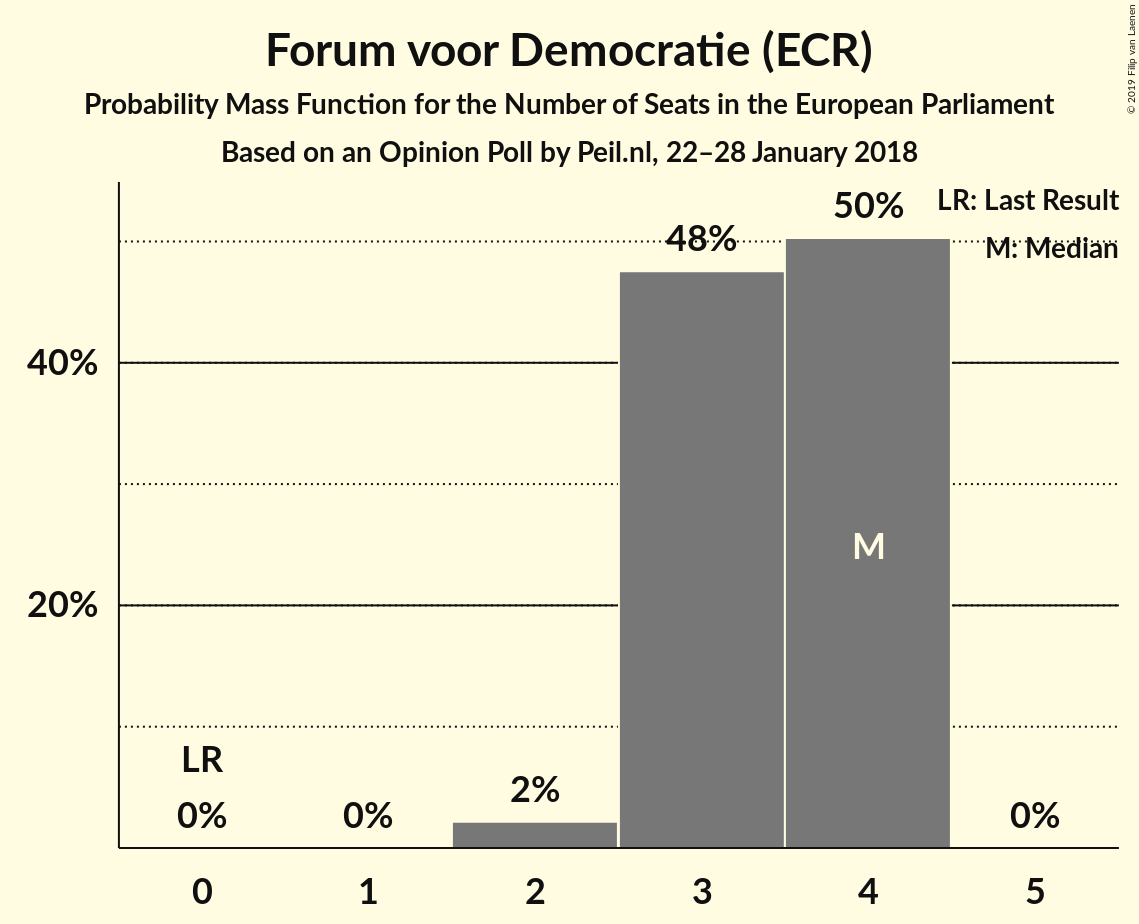 Forum voor Democratie (ECR)
Probability Mass Function for the Number of Seats in the European Parliament
Based on an Opinion Poll by Peil.nl, 22–28 January 2018
© 2019 Filip van Laenen
LR: Last Result
M: Median
50%
48%
40%
M
20%
LR
0%
0%
2%
0%
0
1
2
3
4
5